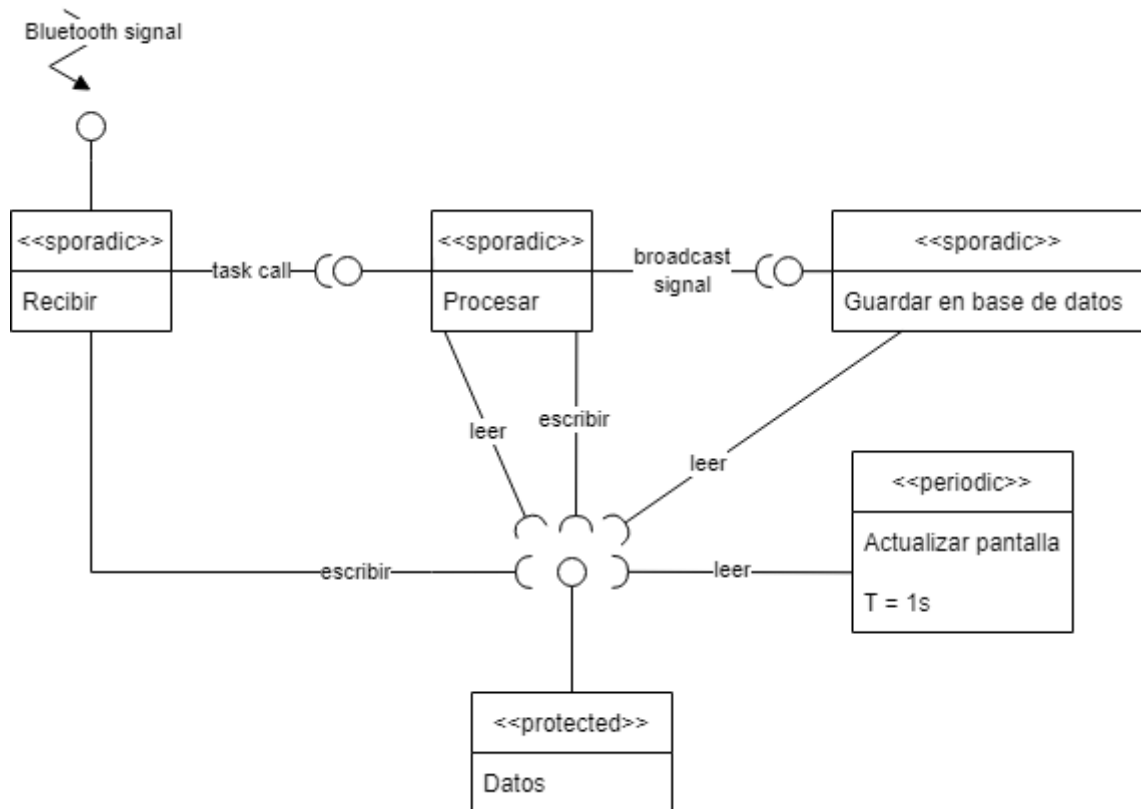 Bluetooth signal
<<sporadic>>
Recibir
task call
<<sporadic>>
Procesar
broadcast
signal
<<sporadic>>
Guardar en base de datos
leer
escribir
leer
<<periodic>>
Actualizar pantalla
T = 1s
escribir
leer
<<protected>>
Datos